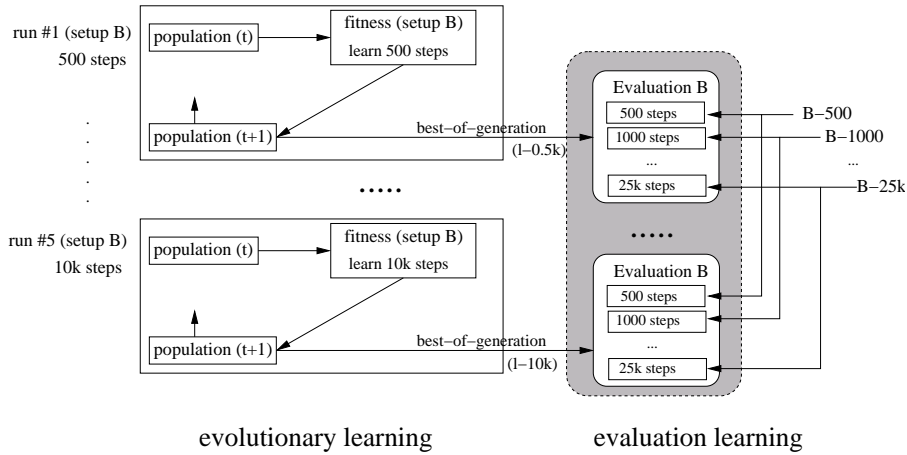 run #1 (setup B)
500 steps
population (t)
fitness (setup B)
learn 500 steps
population (t+1)
best-of-generation
(l-0.5k)
.....
run #5 (setup B)
10k steps
population (t)
fitness (setup B)
learn 10k steps
population (t+1)
best-of-generation
(l-10k)
Evaluation B
500 steps
1000 steps
...
25k steps
.....
Evaluation B
500 steps
1000 steps
...
25k steps
B-500
B-1000
...
B-25k
evolutionary learning
evaluation learning